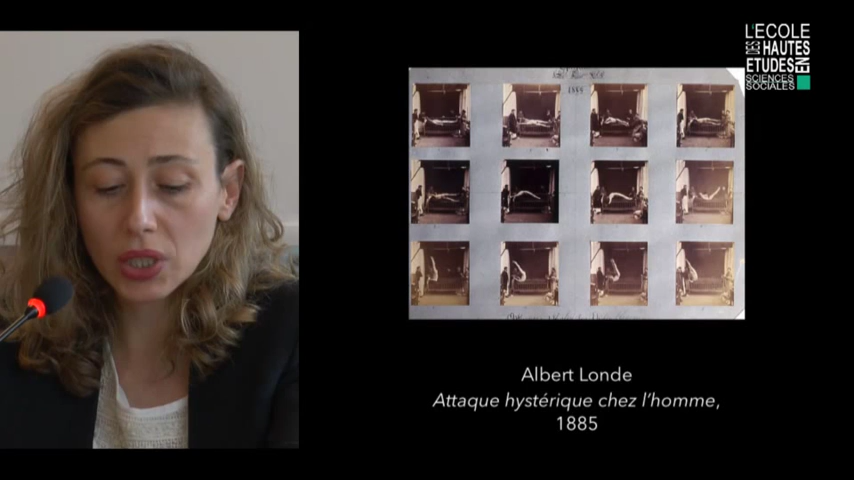 L'ECOLE
DES HAUTES
ETUDES EN
SCIENCES
SOCIALES
1885
Albert Londe
Attaque hystérique chez l'homme,
1885